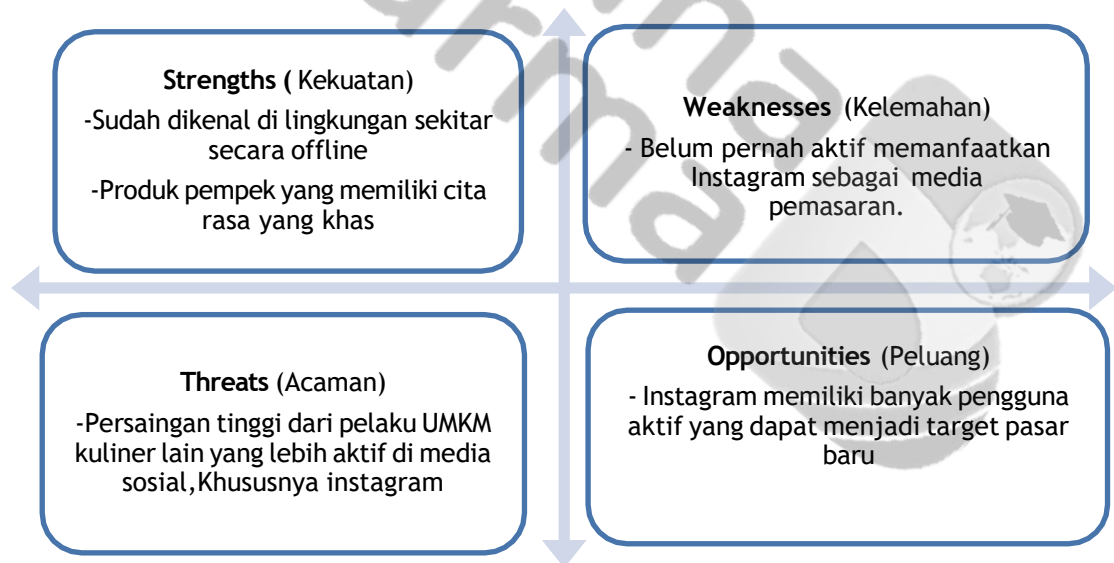 Strengths ( Kekuatan)
-Sudah dikenal di lingkungan sekitar
secara offline
-Produk pempek yang memiliki cita
rasa yang khas
Weaknesses (Kelemahan)
- Belum pernah aktif memanfaatkan
Instagram sebagai media
pemasaran.
Threats (Acaman)
-Persaingan tinggi dari pelaku UMKM
kuliner lain yang lebih aktif di media
sosial,Khususnya instagram
Opportunities (Peluang)
- Instagram memiliki banyak pengguna
aktif yang dapat menjadi target pasar
baru